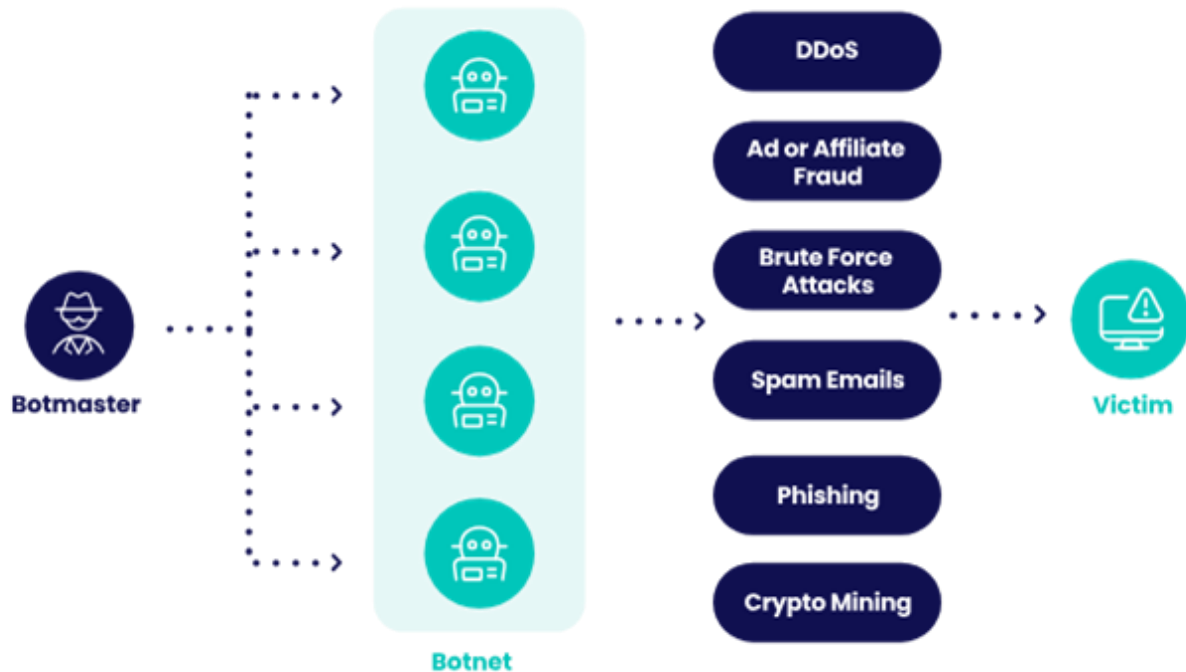 DDoS
Ad or Affiliate
Fraud
Brute Force
Attacks
Spam Emails
Phishing
Crypto Mining
Botmaster
Botnet
Victim